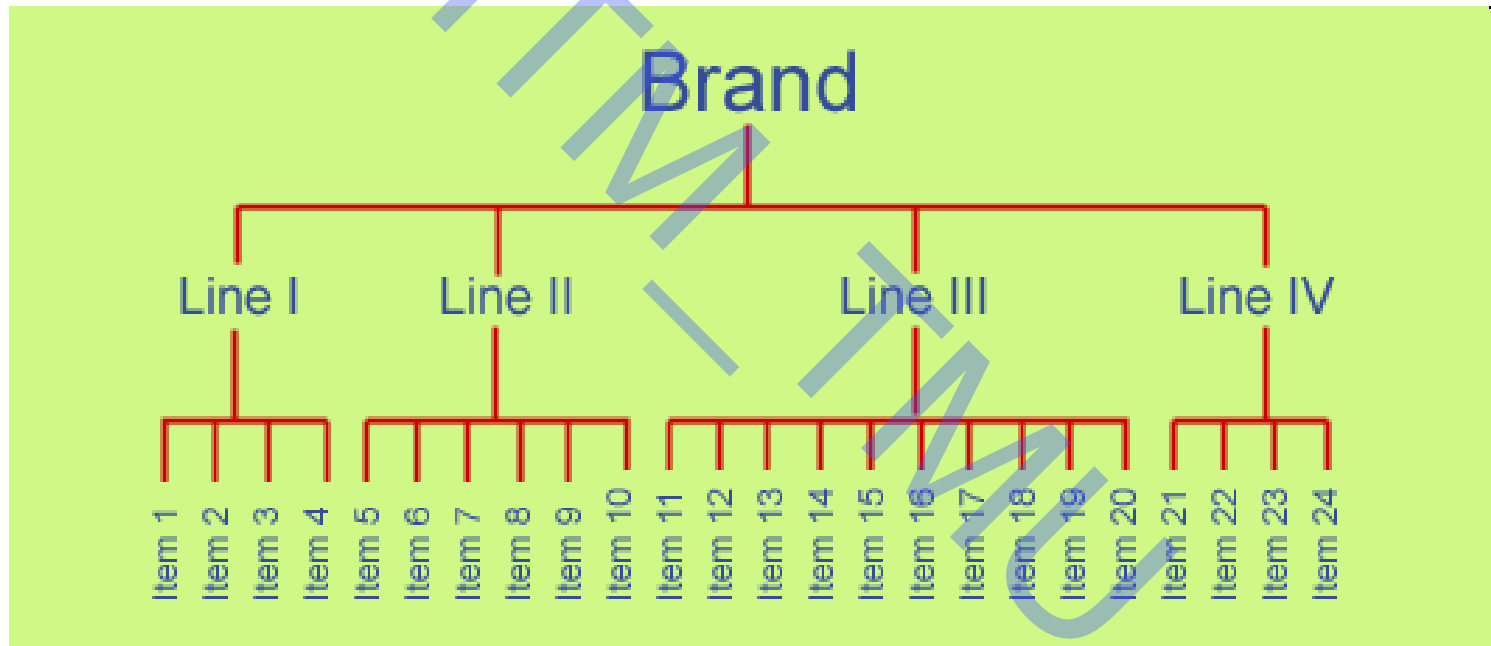 Brand
Line I
Line II
Line III
Line IV
Item 1
Item 2
Item 3
Item 4
Item 5
Item 6
Item 7
Item 8
Item 9
Item 10
Item 11
Item 12
Item 13
Item 14
Item 15
Item 16
Item 17
Item 18
Item 19
Item 20
Item 21
Item 22
Item 23
Item 24
TM_TMU